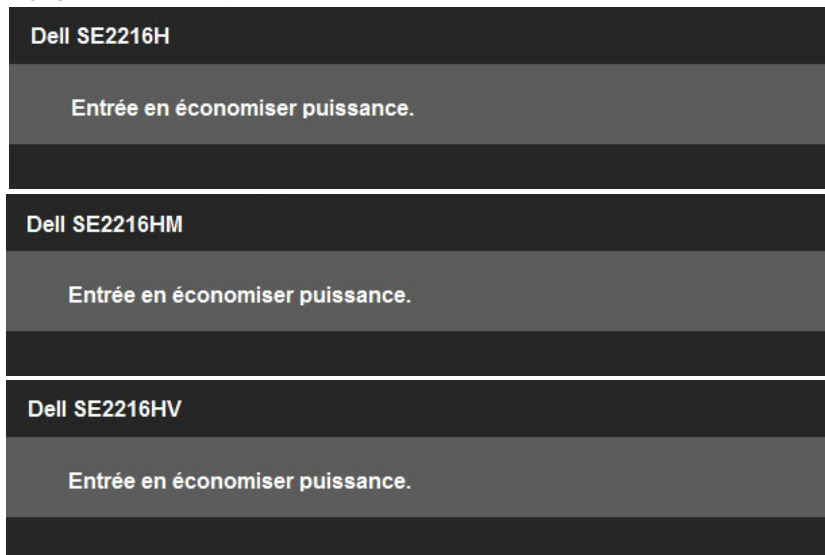 Dell SE2216H
Entrée en économiser puissance.
Dell SE2216HM
Entrée en économiser puissance.
Dell SE2216HV
Entrée en économiser puissance.